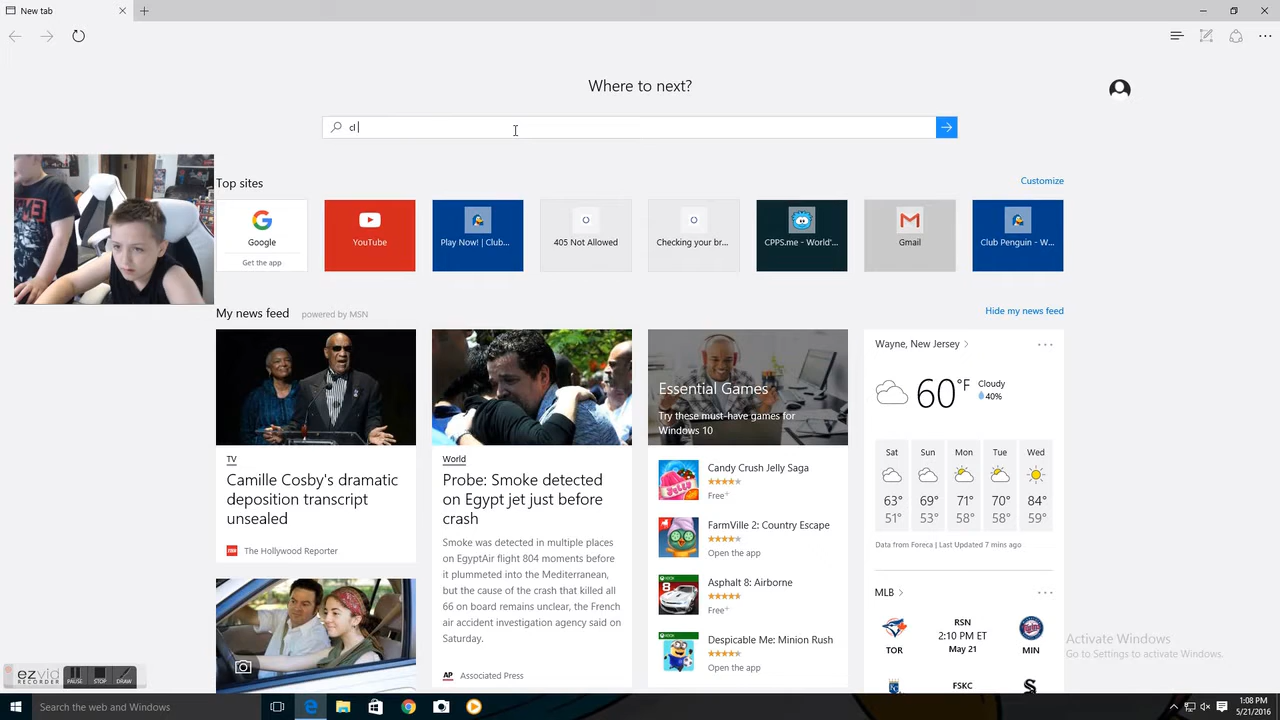 New tab
Where to next?
cl
Top sites
Customize
Google
Get the app
YouTube
Play Now! | Club...
405 Not Allowed
Checking your br...
CPPS.me - World'...
Gmail
Club Penguin - W...
My news feed
powered by MSN
Hide my news feed
TV
Camille Cosby's dramatic
deposition transcript
unsealed
The Hollywood Reporter
World
Probe: Smoke detected
on Egypt jet just before
crash
Smoke was detected in multiple places
on EgyptAir flight 804 moments before
it plummeted into the Mediterranean,
but the cause of the crash that killed all
66 on board remains unclear, the French
air accident investigation agency said on
Saturday.
AP Associated Press
Essential Games
Try these must-have games for
Windows 10
Candy Crush Jelly Saga
Free+
FarmVille 2: Country Escape
Open the app
Asphalt 8: Airborne
Free+
Despicable Me: Minion Rush
Open the app
Wayne, New Jersey
60 °F
Cloudy
40%
Sat Sun Mon Tue Wed
63° 69° 71° 70° 84°
51° 53° 58° 58° 59°
Data from Foreca | Last Updated 7 mins ago
MLB
RSN
2:10 PM ET
May 21
TOR
MIN
FSKC
Activate Windows
Go to Settings to activate Windows.
ezvid
RECORDER
PAUSE STOP DRAW
Search the web and Windows
1:08 PM
5/21/2016